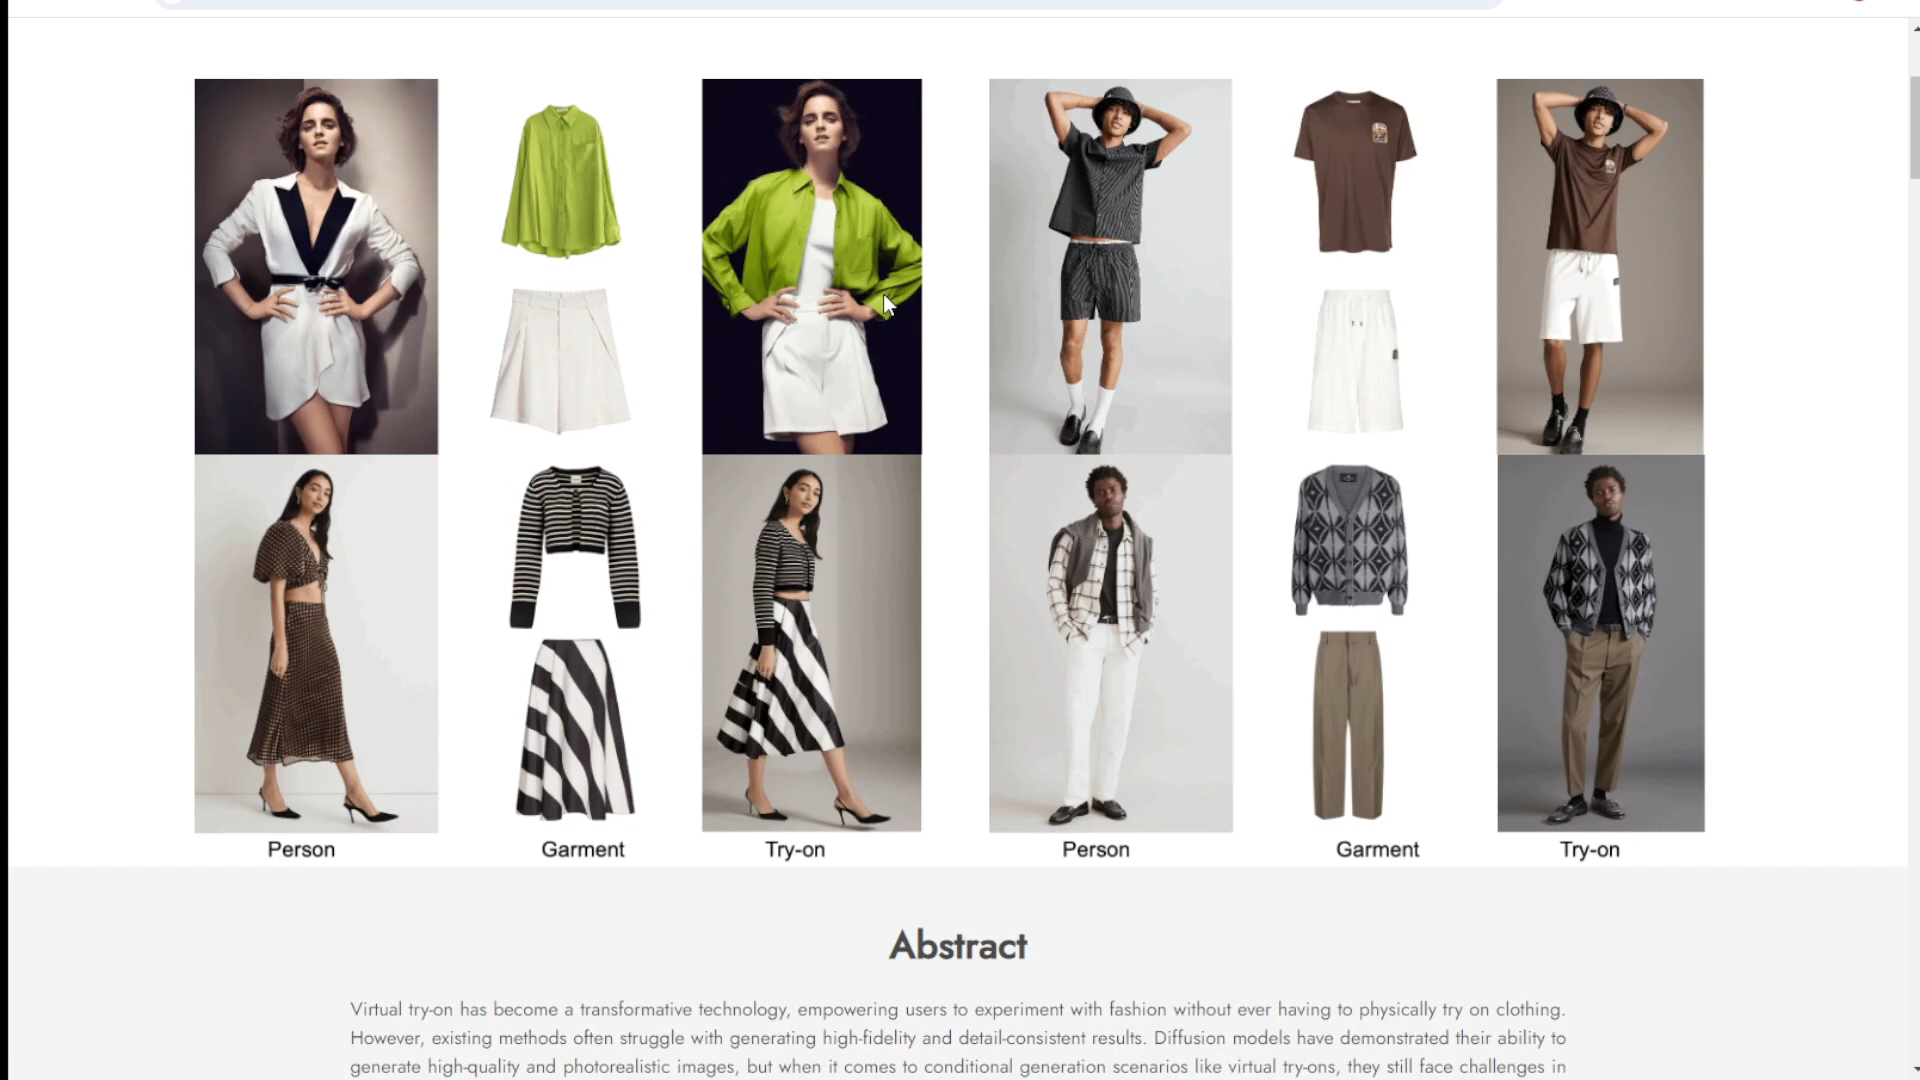 Person Garment Try-on Person Garment Try-on
Abstract
Virtual try-on has become a transformative technology, empowering users to experiment with fashion without ever having to physically try on clothing.
However, existing methods often struggle with generating high-fidelity and detail-consistent results. Diffusion models have demonstrated their ability to
generate high-quality and photorealistic images, but when it comes to conditional generation scenarios like virtual try-ons, they still face challenges in